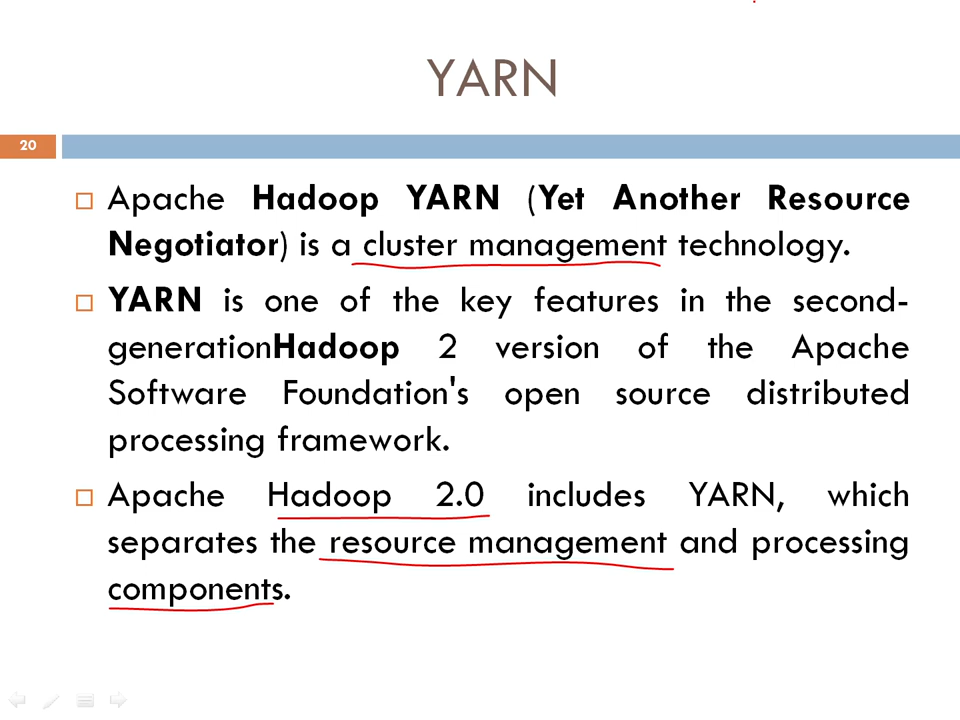 YARN
20
Apache Hadoop YARN (Yet Another Resource
Negotiator) is a cluster management technology.
YARN is one of the key features in the second-
generationHadoop 2 version of the Apache
Software Foundation's open source distributed
processing framework.
Apache Hadoop 2.0 includes YARN, which
separates the resource management and processing
components.